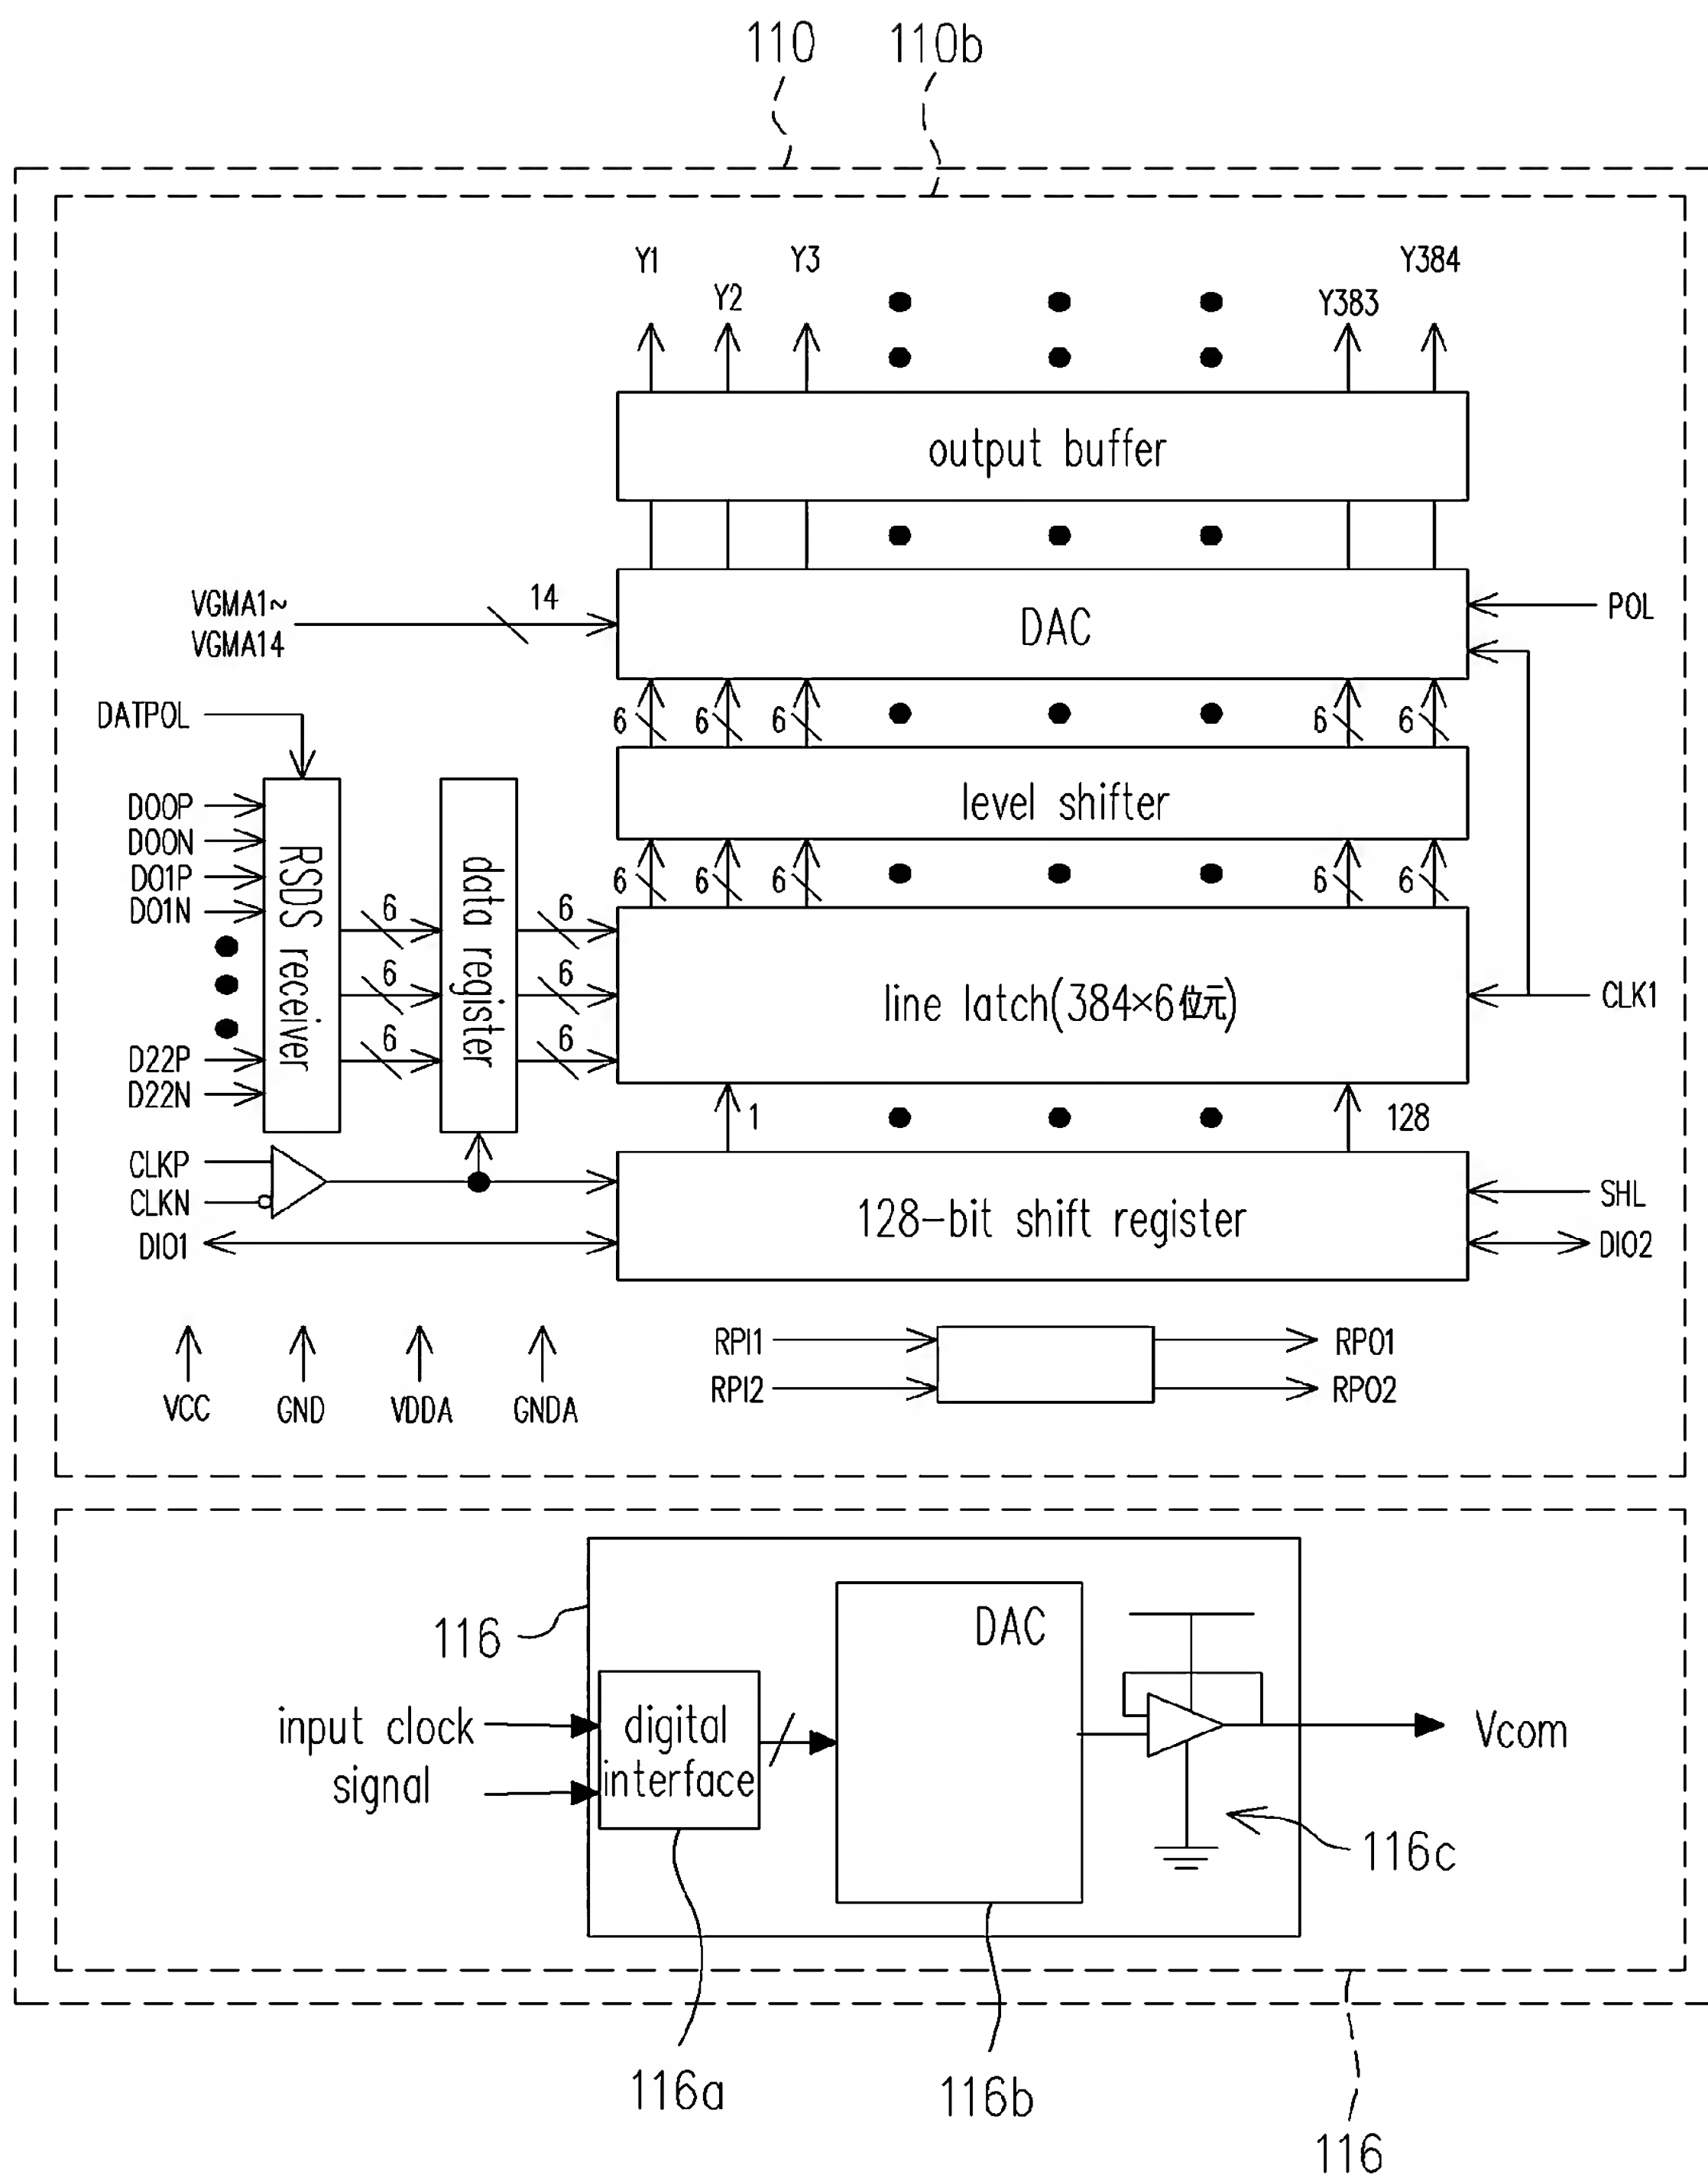 110
110b
Y1
Y2
Y3
Y383
Y384
output buffer
VGMA1~
VGMA14
14
DAC
POL
6
6
6
6
6
DATPOL
level shifter
6
6
6
6
6
D00P
D00N
D01P
D01N
D22P
D22N
RSDS receiver
6
6
6
data register
6
6
6
line latch(384×6位元)
CLK1
1
128
CLKP
CLKN
DIO1
128-bit shift register
SHL
DIO2
VCC
GND
VDDA
GNDA
RPI1
RPI2
RPO1
RPO2
116
DAC
input clock
signal
digital
interface
Vcom
116c
116a
116b
116